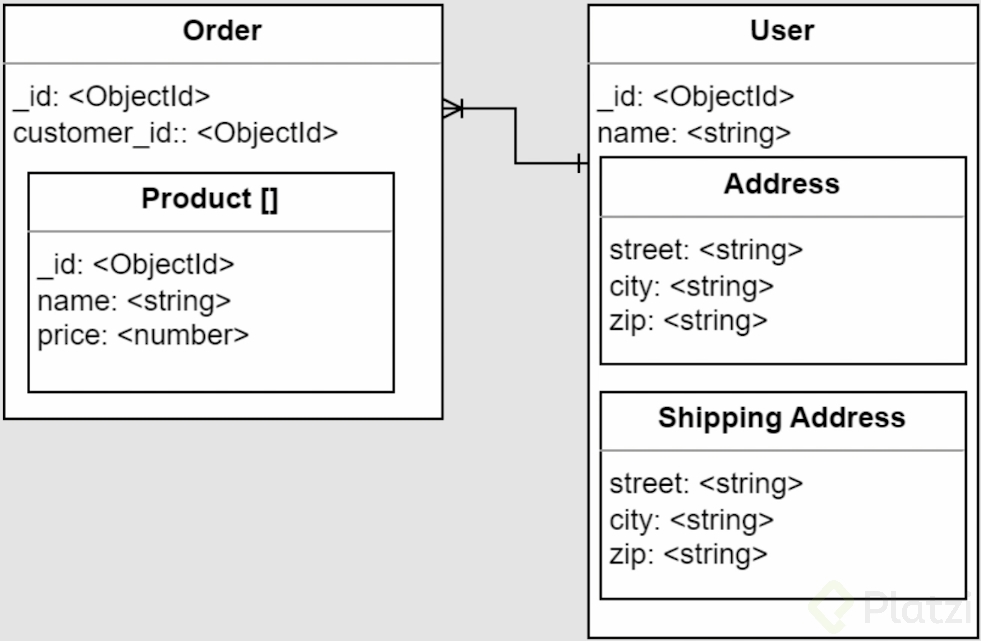 Order
_id: <ObjectId>
customer_id:: <ObjectId>
Product []
_id: <ObjectId>
name: <string>
price: <number>
User
_id: <ObjectId>
name: <string>
Address
street: <string>
city: <string>
zip: <string>
Shipping Address
street: <string>
city: <string>
zip: <string>
Platzi